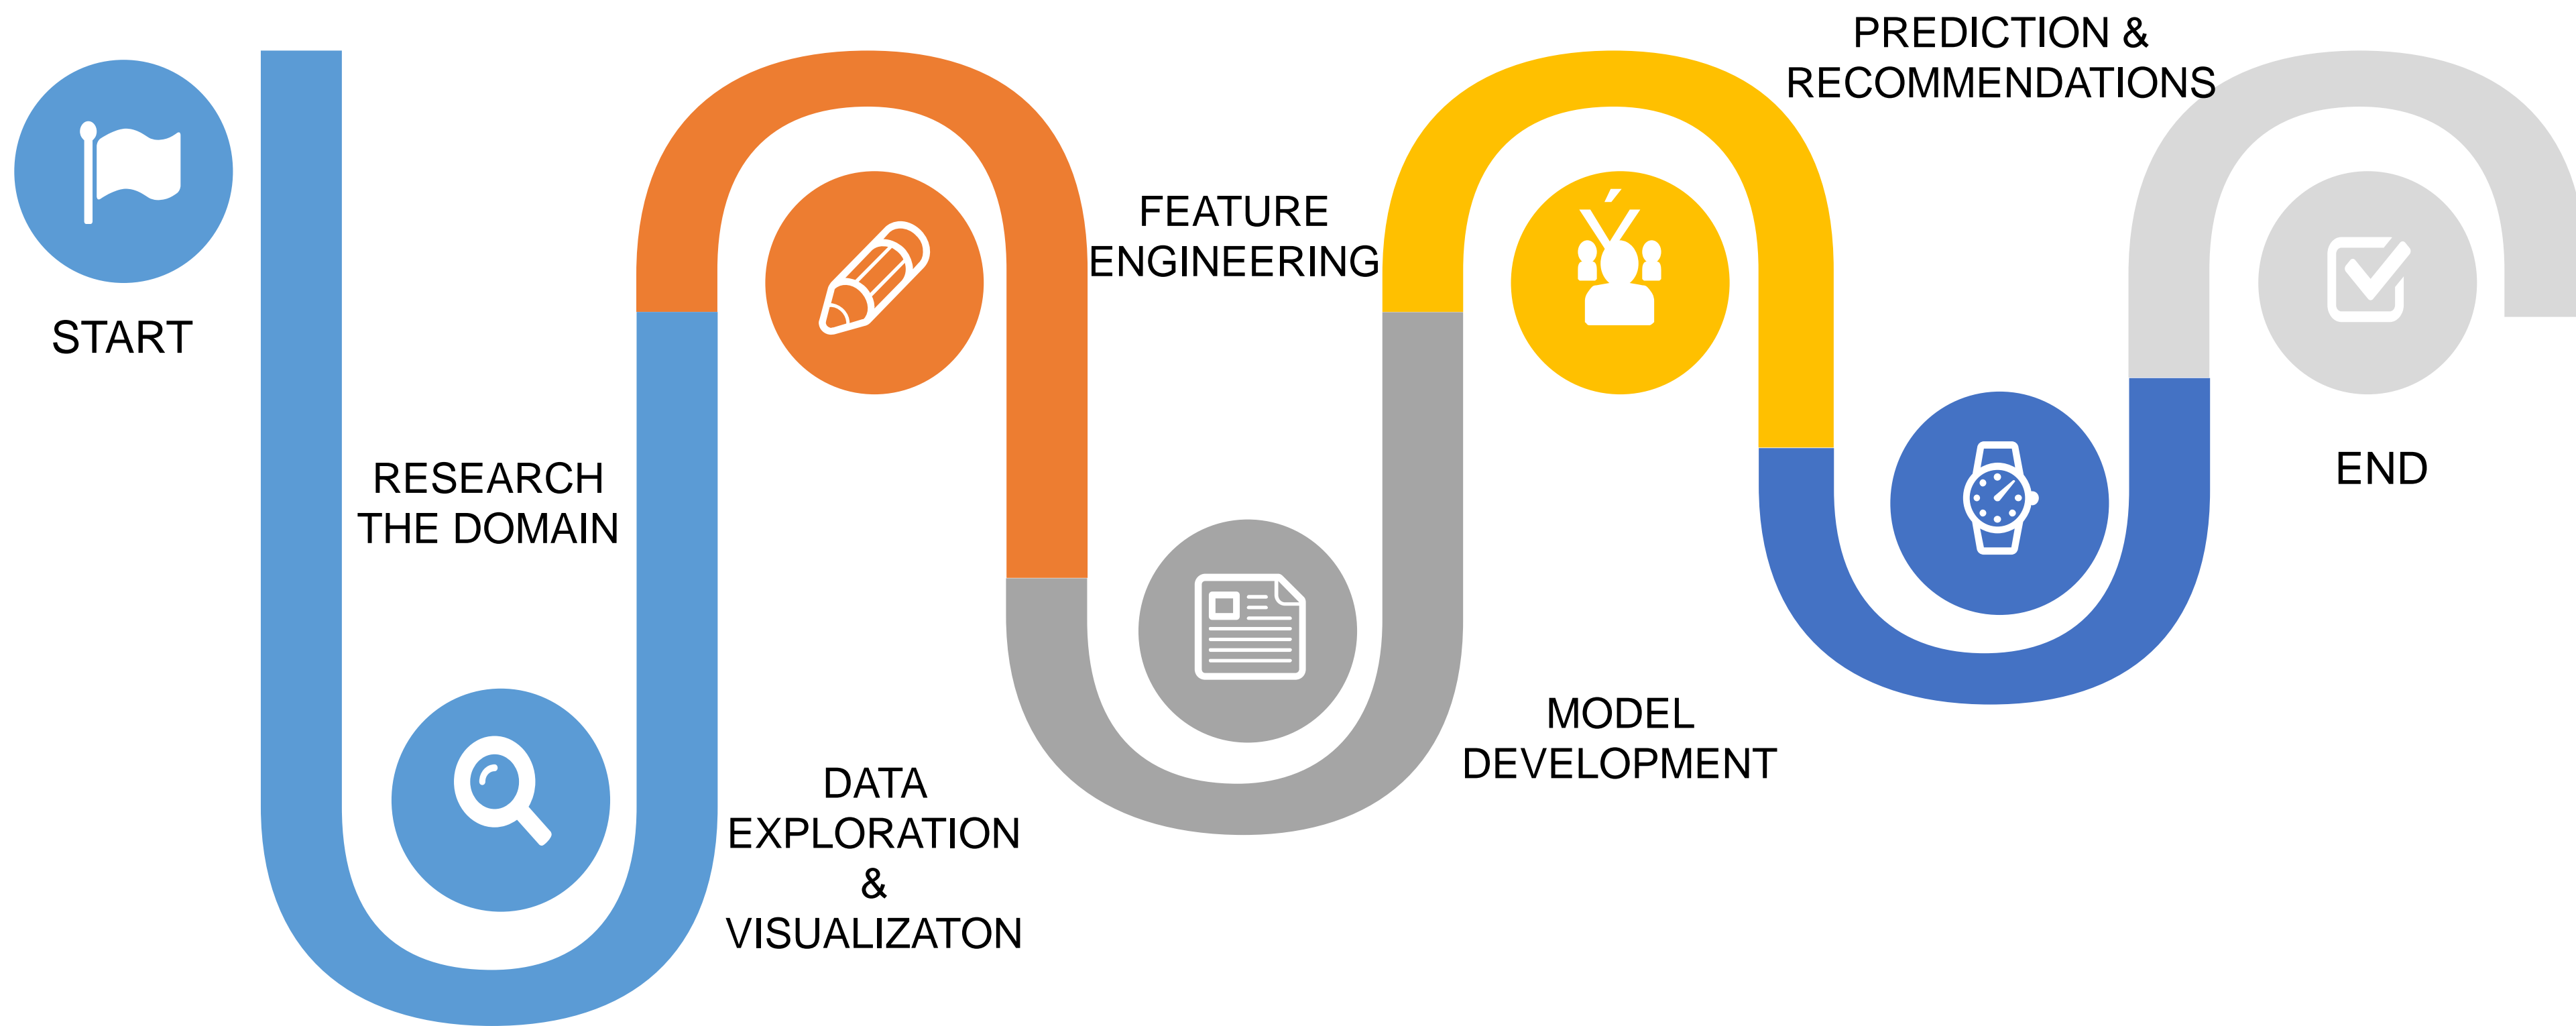 START
RESEARCH
THE DOMAIN
DATA
EXPLORATION
&
VISUALIZATON
FEATURE
ENGINEERING
MODEL
DEVELOPMENT
PREDICTION &
RECOMMENDATIONS
END